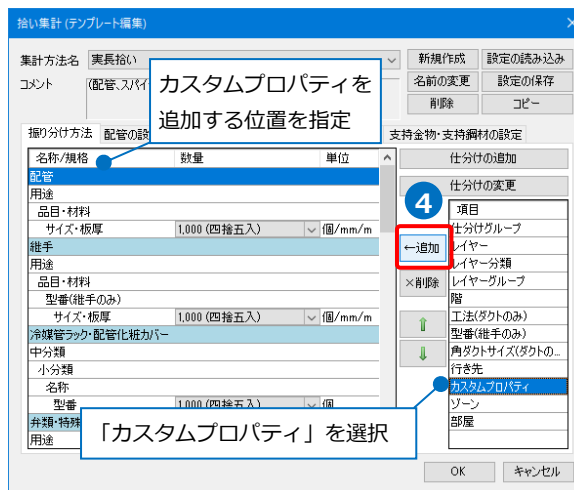 拾い集計 (テンプレート編集)
集計方法名 実長拾い 新規作成 設定の読み込み
コメント 名前の変更 設定の保存
削除 コピー
カスタムプロパティを
追加する位置を指定
振り分け方法 支持金物・支持鋼材の設定
名称/規格 数量 単位 仕分けの追加
配管 仕分けの変更
用途 4 項目
品目・材料 仕分けグループ
サイズ・板厚 1,000 (四捨五入) 個/mm/m ←追加 レイヤー
継手 レイヤー分類
用途 ×削除 レイヤーグループ
品目・材料 階
型番(継手のみ) 工法(ダクトのみ)
サイズ・板厚 1,000 (四捨五入) 個/mm/m 型番(継手のみ)
冷媒管ラック・配管化粧カバー 角ダクトサイズ(ダクトの...
中分類 行き先
小分類 カスタムプロパティ
名称 ゾーン
型番 1,000 (四捨五入) 個 部屋
弁類・特殊
用途
「カスタムプロパティ」を選択
OK キャンセル